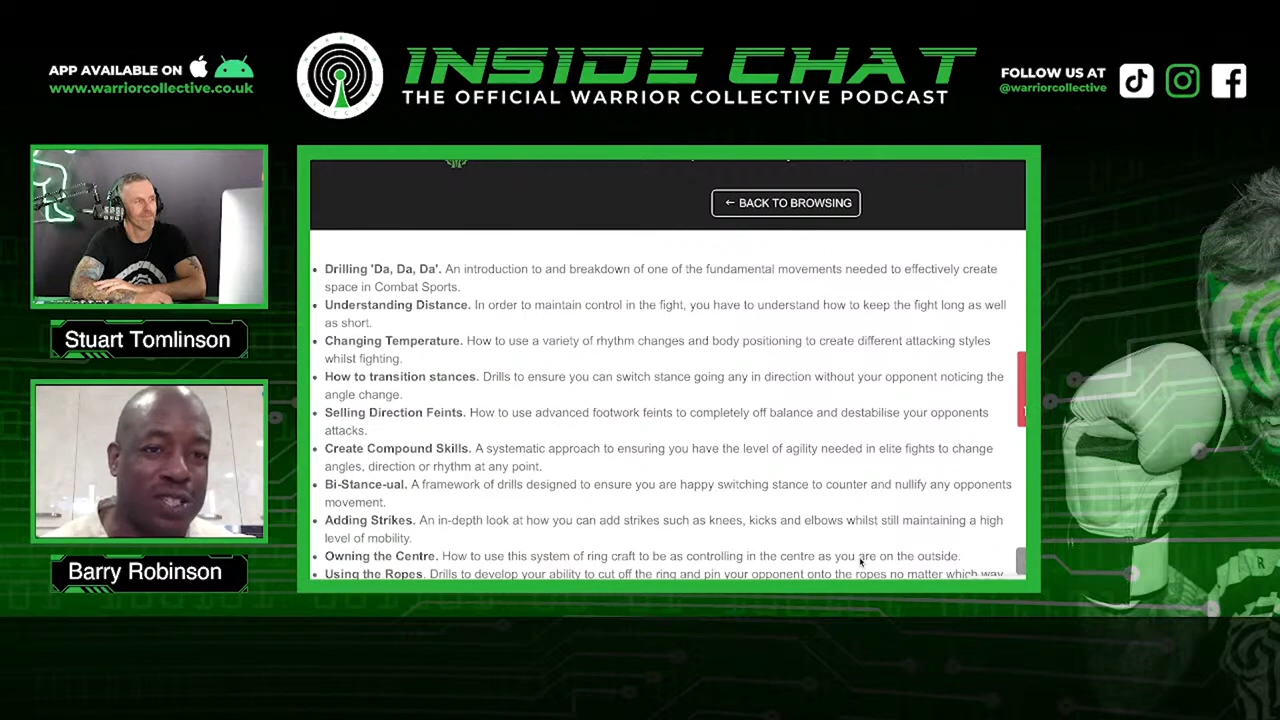 APP AVAILABLE ON
www.warriorcollective.co.uk
INSIDE CHAT
THE OFFICIAL WARRIOR COLLECTIVE PODCAST
FOLLOW US AT
@warriorcollective
← BACK TO BROWSING
Stuart Tomlinson
Barry Robinson
• Drilling 'Da, Da, Da'. An introduction to and breakdown of one of the fundamental movements needed to effectively create
space in Combat Sports.
• Understanding Distance. In order to maintain control in the fight, you have to understand how to keep the fight long as well
as short.
• Changing Temperature. How to use a variety of rhythm changes and body positioning to create different attacking styles
whilst fighting.
• How to transition stances. Drills to ensure you can switch stance going any in direction without your opponent noticing the
angle change.
• Selling Direction Feints. How to use advanced footwork feints to completely off balance and destabilise your opponents
attacks.
• Create Compound Skills. A systematic approach to ensuring you have the level of agility needed in elite fights to change
angles, direction or rhythm at any point.
• Bi-Stance-ual. A framework of drills designed to ensure you are happy switching stance to counter and nullify any opponents
movement.
• Adding Strikes. An in-depth look at how you can add strikes such as knees, kicks and elbows whilst still maintaining a high
level of mobility.
• Owning the Centre. How to use this system of ring craft to be as controlling in the centre as you are on the outside.
• Using the Ropes. Drills to develop your ability to cut off the ring and pin your opponent onto the ropes no matter which way